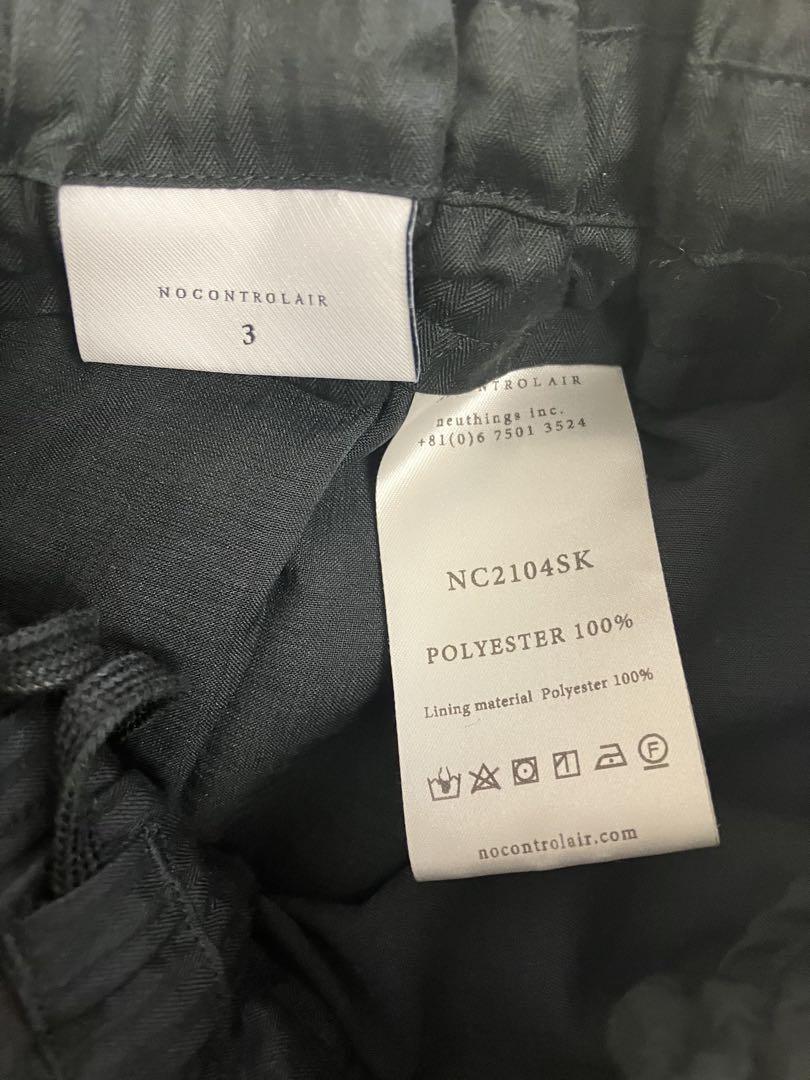 NOCONTROLAIR
3
NTROLAIR
neuthings inc.
+81(0)6 7501 3524
NC2104SK
POLYESTER 100%
Lining material Polyester 100%
F
nocontrolair.com